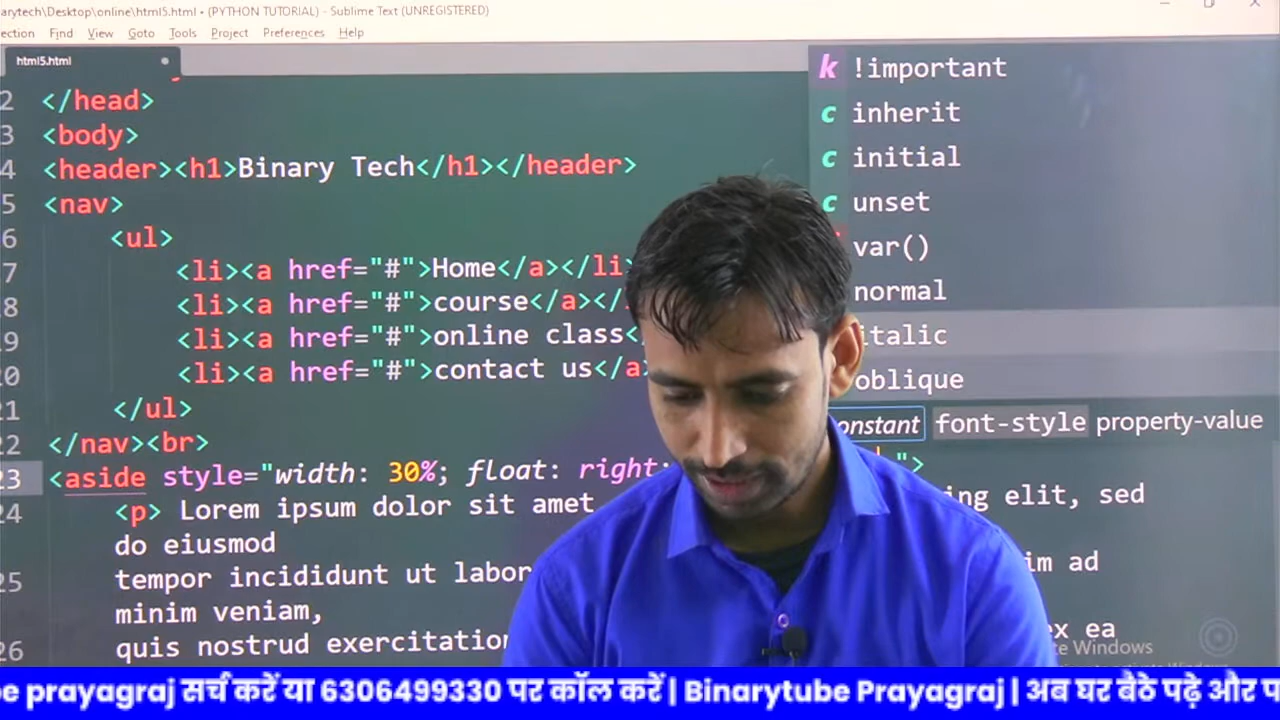 arytech\Desktop\online\html5.html • (PYTHON TUTORIAL) - Sublime Text (UNREGISTERED)
ection Find View Goto Tools Project Preferences Help
html5.html
2 </head>
3 <body>
4 <header><h1>Binary Tech</h1></header>
5 <nav>
6 <ul>
7 <li><a href="#">Home</a></li
8 <li><a href="#">course</a></
19 <li><a href="#">online class<
20 <li><a href="#">contact us</a
21 </ul>
22 </nav><br>
23 <aside style="width: 30%; float: right; ">
24 <p> Lorem ipsum dolor sit amet ing elit, sed
do eiusmod
25 tempor incididunt ut labor im ad
minim veniam,
26 quis nostrud exercitation ex ea
k !important
c inherit
c initial
c unset
var()
normal
italic
oblique
onstant font-style property-value
te Windows
be prayagraj सर्च करें या 6306499330 पर कॉल करें | Binarytube Prayagraj | अब घर बैठे पढ़े और प